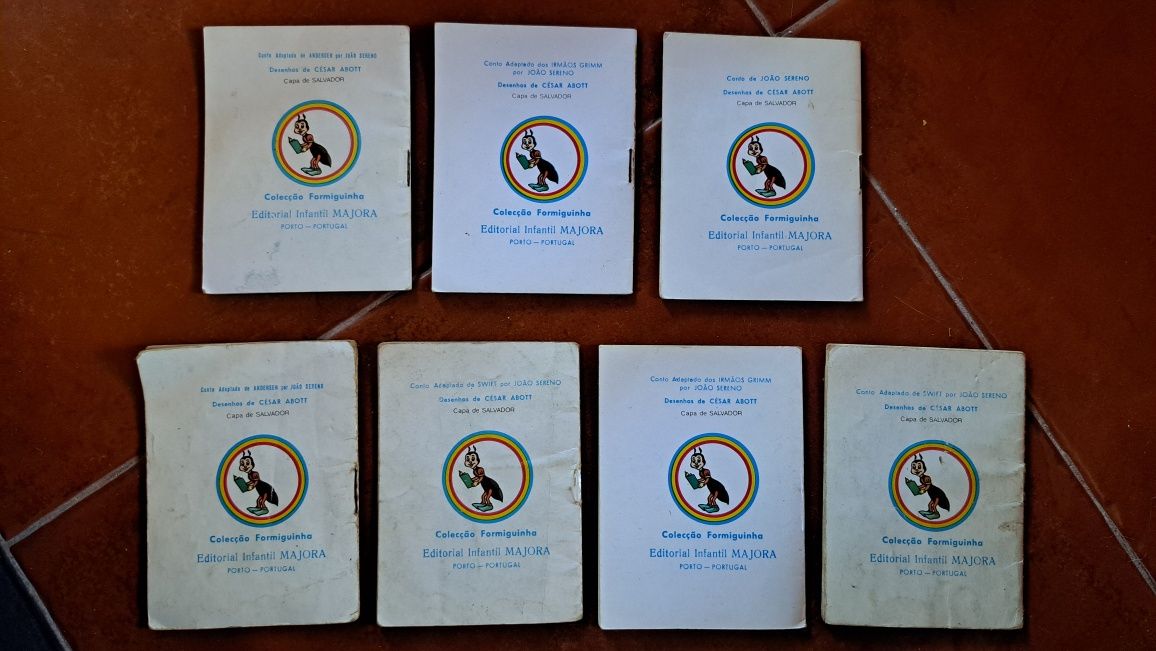 Conto Adaptado de ANDERSEN por JOÃO SERENO
Desenhos de CÉSAR ABOTT
Capa de SALVADOR
Colecção Formiguinha
Editorial Infantil MAJORA
PORTO — PORTUGAL
Conto Adaptado dos IRMÃOS GRIMM
por JOÃO SERENO
Desenhos de CÉSAR ABOTT
Capa de SALVADOR
Colecção Formiguinha
Editorial Infantil MAJORA
PORTO — PORTUGAL
Conto de JOÃO SERENO
Desenhos de CÉSAR ABOTT
Capa de SALVADOR
Colecção Formiguinha
Editorial Infantil MAJORA
PORTO — PORTUGAL
Conto Adaptado de ANDERSEN por JOÃO SERENO
Desenhos de CÉSAR ABOTT
Capa de SALVADOR
Colecção Formiguinha
Editorial Infantil MAJORA
PORTO — PORTUGAL
Conto Adaptado de SWIFT por JOÃO SERENO
Desenhos de CÉSAR ABOTT
Capa de SALVADOR
Colecção Formiguinha
Editorial Infantil MAJORA
PORTO — PORTUGAL
Conto Adaptado dos IRMÃOS GRIMM
por JOÃO SERENO
Desenhos de CÉSAR ABOTT
Capa de SALVADOR
Colecção Formiguinha
Editorial Infantil MAJORA
PORTO — PORTUGAL
Conto Adaptado de SWIFT por JOÃO SERENO
Desenhos de CÉSAR ABOTT
Capa de SALVADOR
Colecção Formiguinha
Editorial Infantil MAJORA
PORTO — PORTUGAL